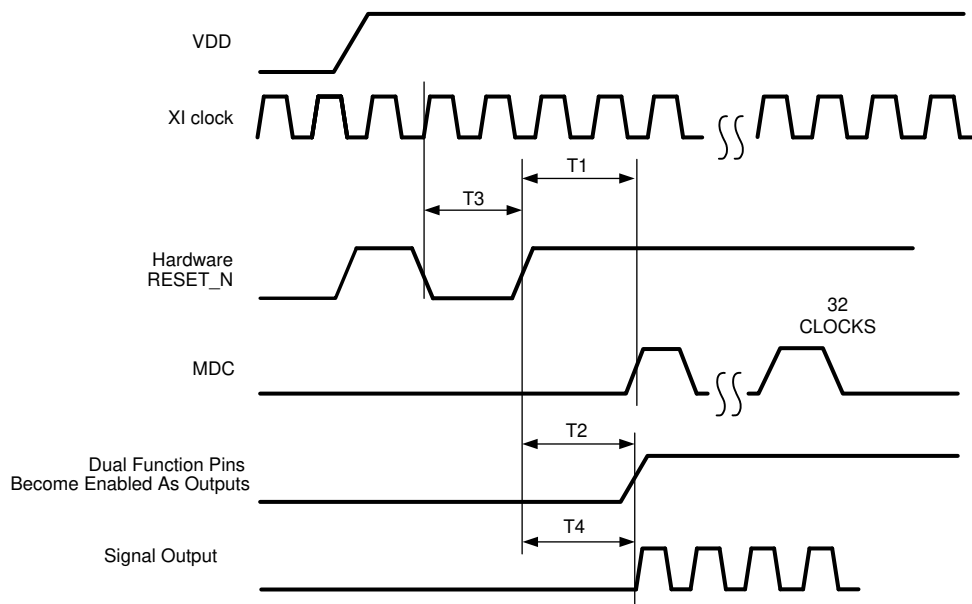 VDD
XI clock
T1
T3
Hardware
RESET_N
32
CLOCKS
MDC
T2
Dual Function Pins
Become Enabled As Outputs
T4
Signal Output